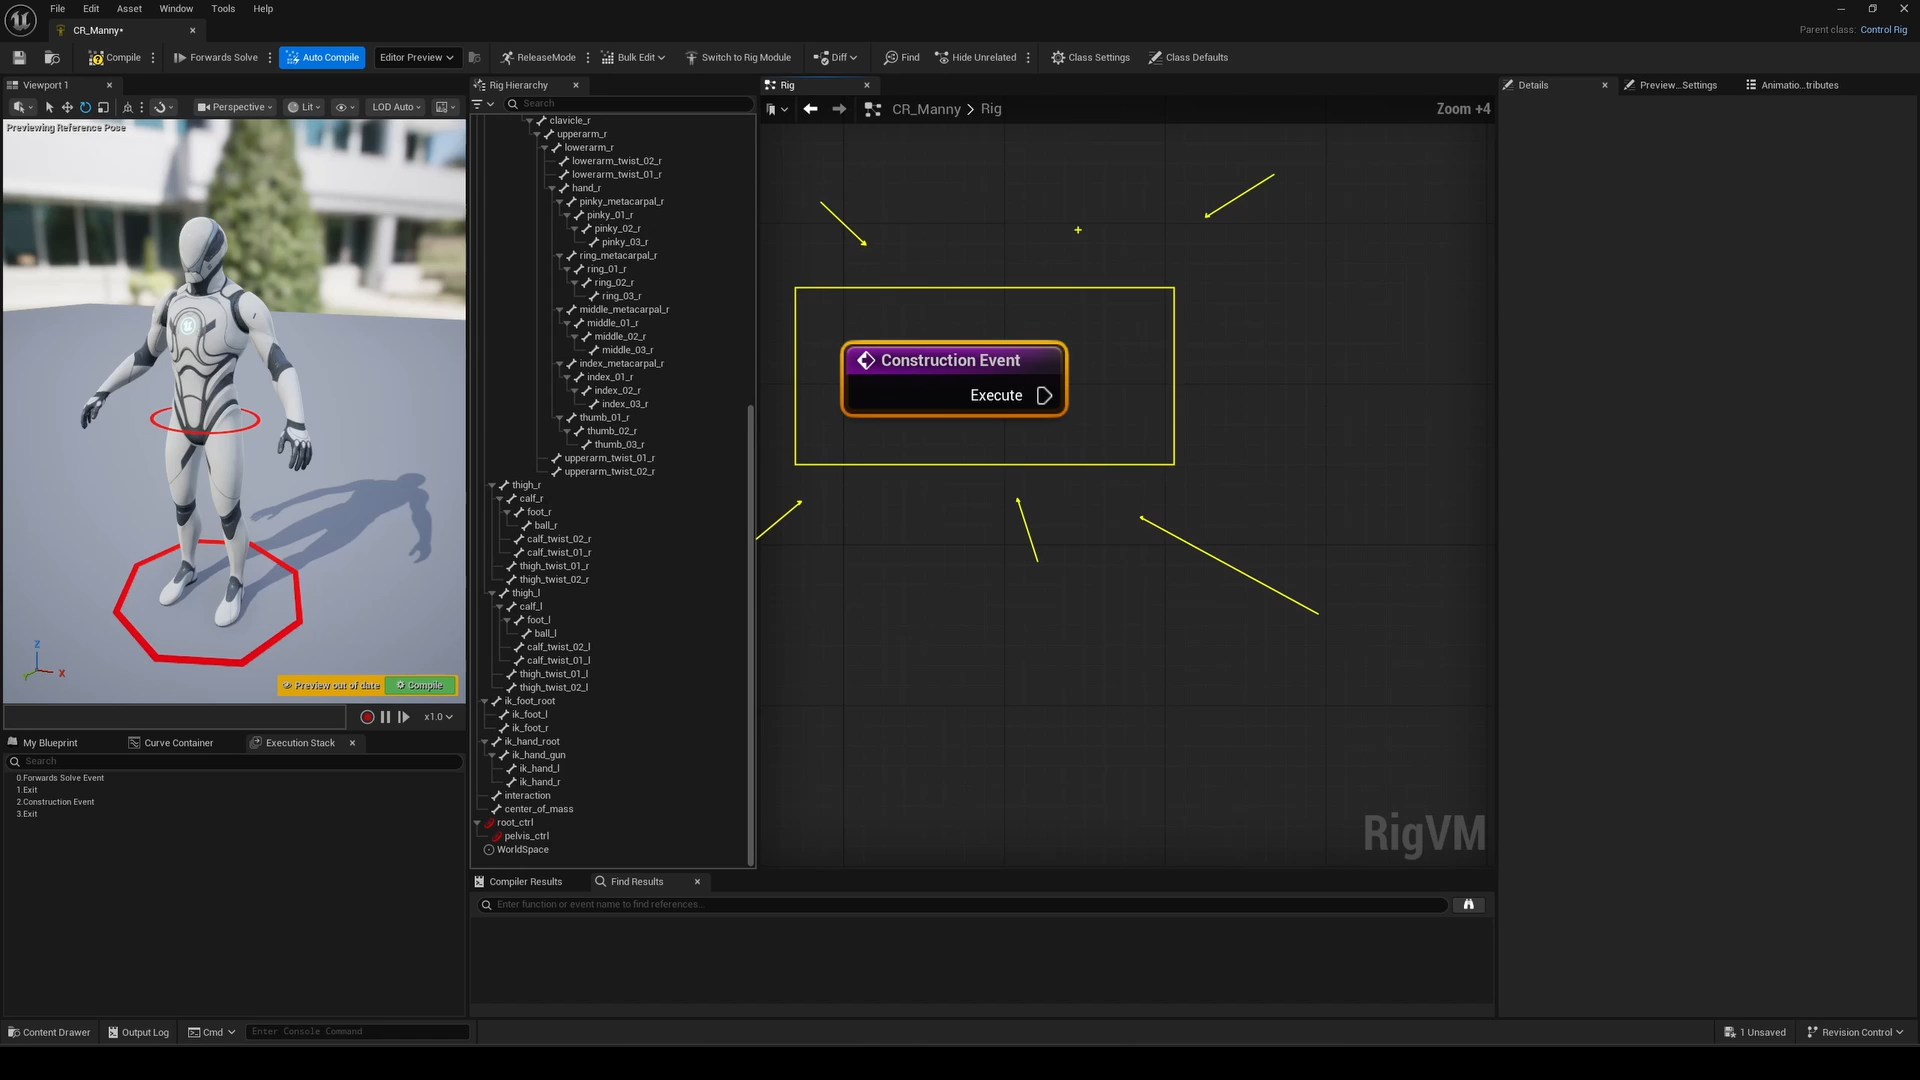 File Edit Asset Window Tools Help
CR_Manny•
Parent class: Control Rig
Compile Forwards Solve Auto Compile Editor Preview ReleaseMode Bulk Edit Switch to Rig Module Diff Find Hide Unrelated Class Settings Class Defaults
Viewport 1
Perspective Lit LOD Auto
Previewing Reference Pose
Z
X
Preview out of date Compile
x1.0
My Blueprint Curve Container Execution Stack
Search
0.Forwards Solve Event
1.Exit
2.Construction Event
3.Exit
Rig Hierarchy
Search
clavicle_r
upperarm_r
lowerarm_r
lowerarm_twist_02_r
lowerarm_twist_01_r
hand_r
pinky_metacarpal_r
pinky_01_r
pinky_02_r
pinky_03_r
ring_metacarpal_r
ring_01_r
ring_02_r
ring_03_r
middle_metacarpal_r
middle_01_r
middle_02_r
middle_03_r
index_metacarpal_r
index_01_r
index_02_r
index_03_r
thumb_01_r
thumb_02_r
thumb_03_r
upperarm_twist_01_r
upperarm_twist_02_r
thigh_r
calf_r
foot_r
ball_r
calf_twist_02_r
calf_twist_01_r
thigh_twist_01_r
thigh_twist_02_r
thigh_l
calf_l
foot_l
ball_l
calf_twist_02_l
calf_twist_01_l
thigh_twist_01_l
thigh_twist_02_l
ik_foot_root
ik_foot_l
ik_foot_r
ik_hand_root
ik_hand_gun
ik_hand_l
ik_hand_r
interaction
center_of_mass
root_ctrl
pelvis_ctrl
WorldSpace
Rig
CR_Manny > Rig
Zoom +4
Construction Event
Execute
RigVM
Compiler Results Find Results
Enter function or event name to find references...
Details Preview...Settings Animatio...tributes
Content Drawer Output Log Cmd Enter Console Command
1 Unsaved Revision Control